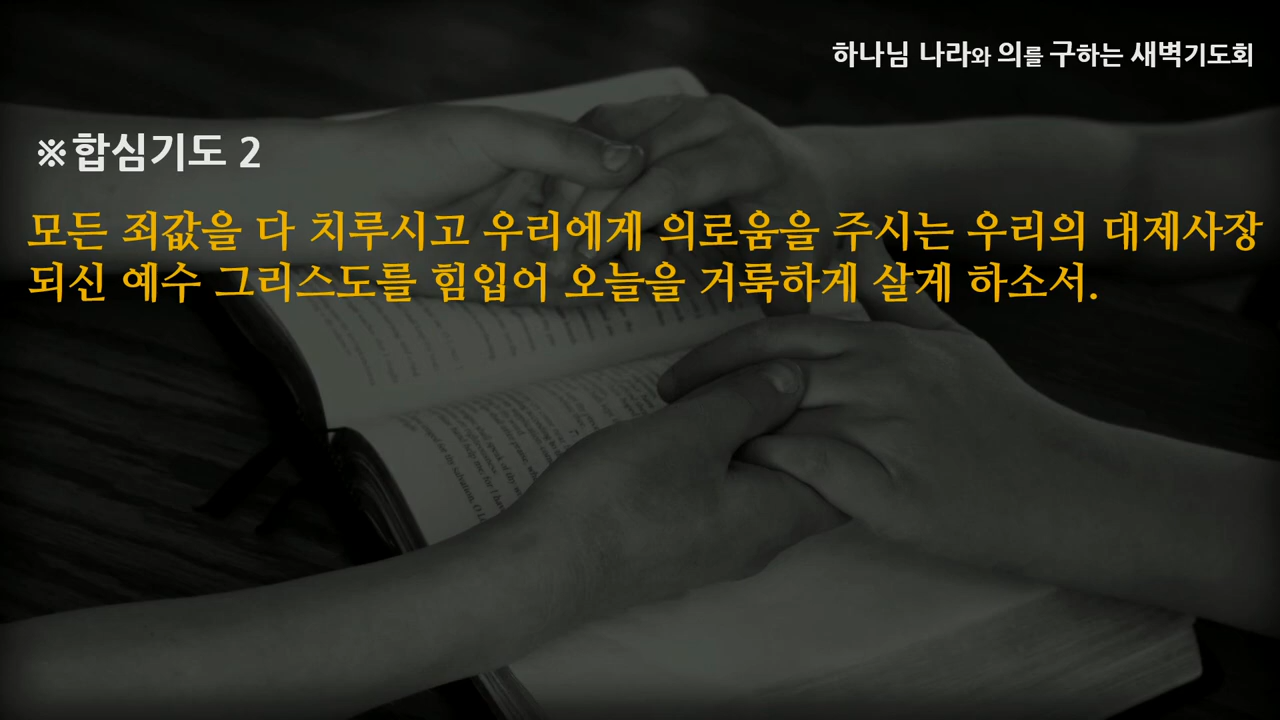 하나님 나라와 의를 구하는 새벽기도회
※합심기도 2
모든 죄값을 다 치루시고 우리에게 의로움을 주시는 우리의 대제사장
되신 예수 그리스도를 힘입어 오늘을 거룩하게 살게 하소서.